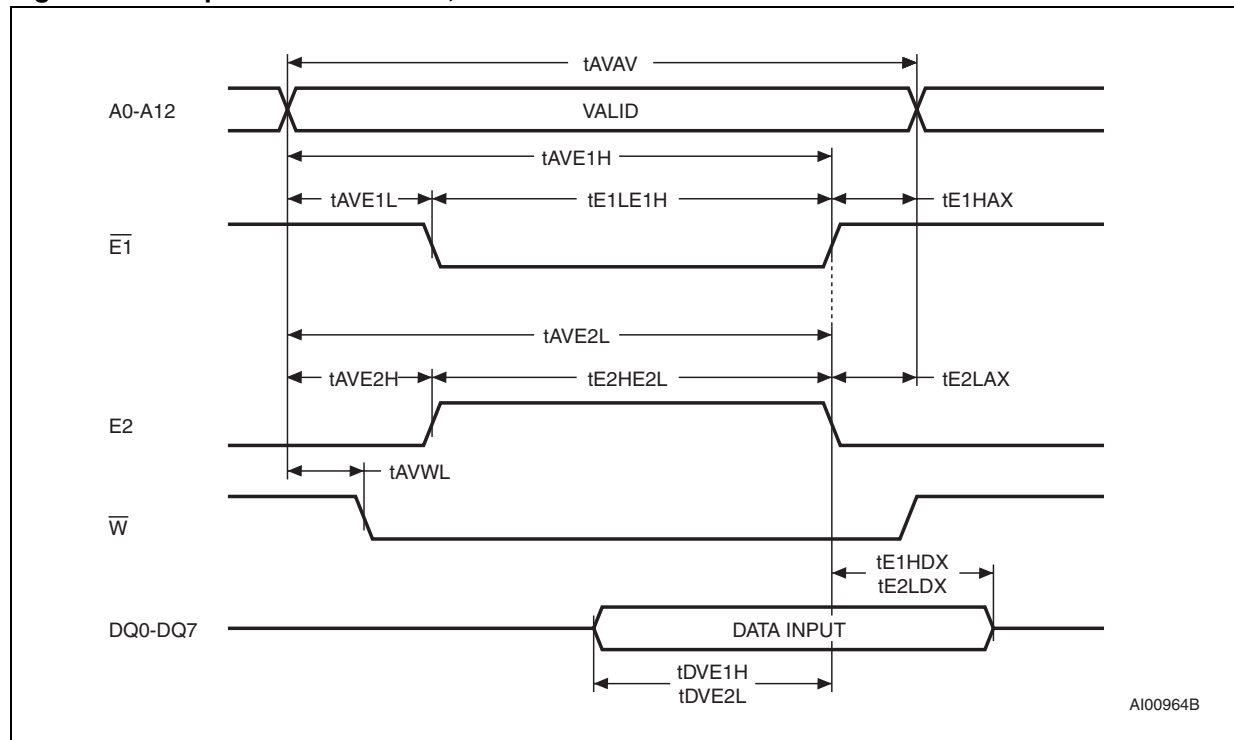 tAVAV
A0-A12
VALID
tAVE1H
tAVE1L
tE1LE1H
tE1HAX
E1
tAVE2L
tAVE2H
tE2HE2L
tE2LAX
E2
tAVWL
W
tE1HDX
tE2LDX
DQ0-DQ7
DATA INPUT
tDVE1H
tDVE2L
AI00964B